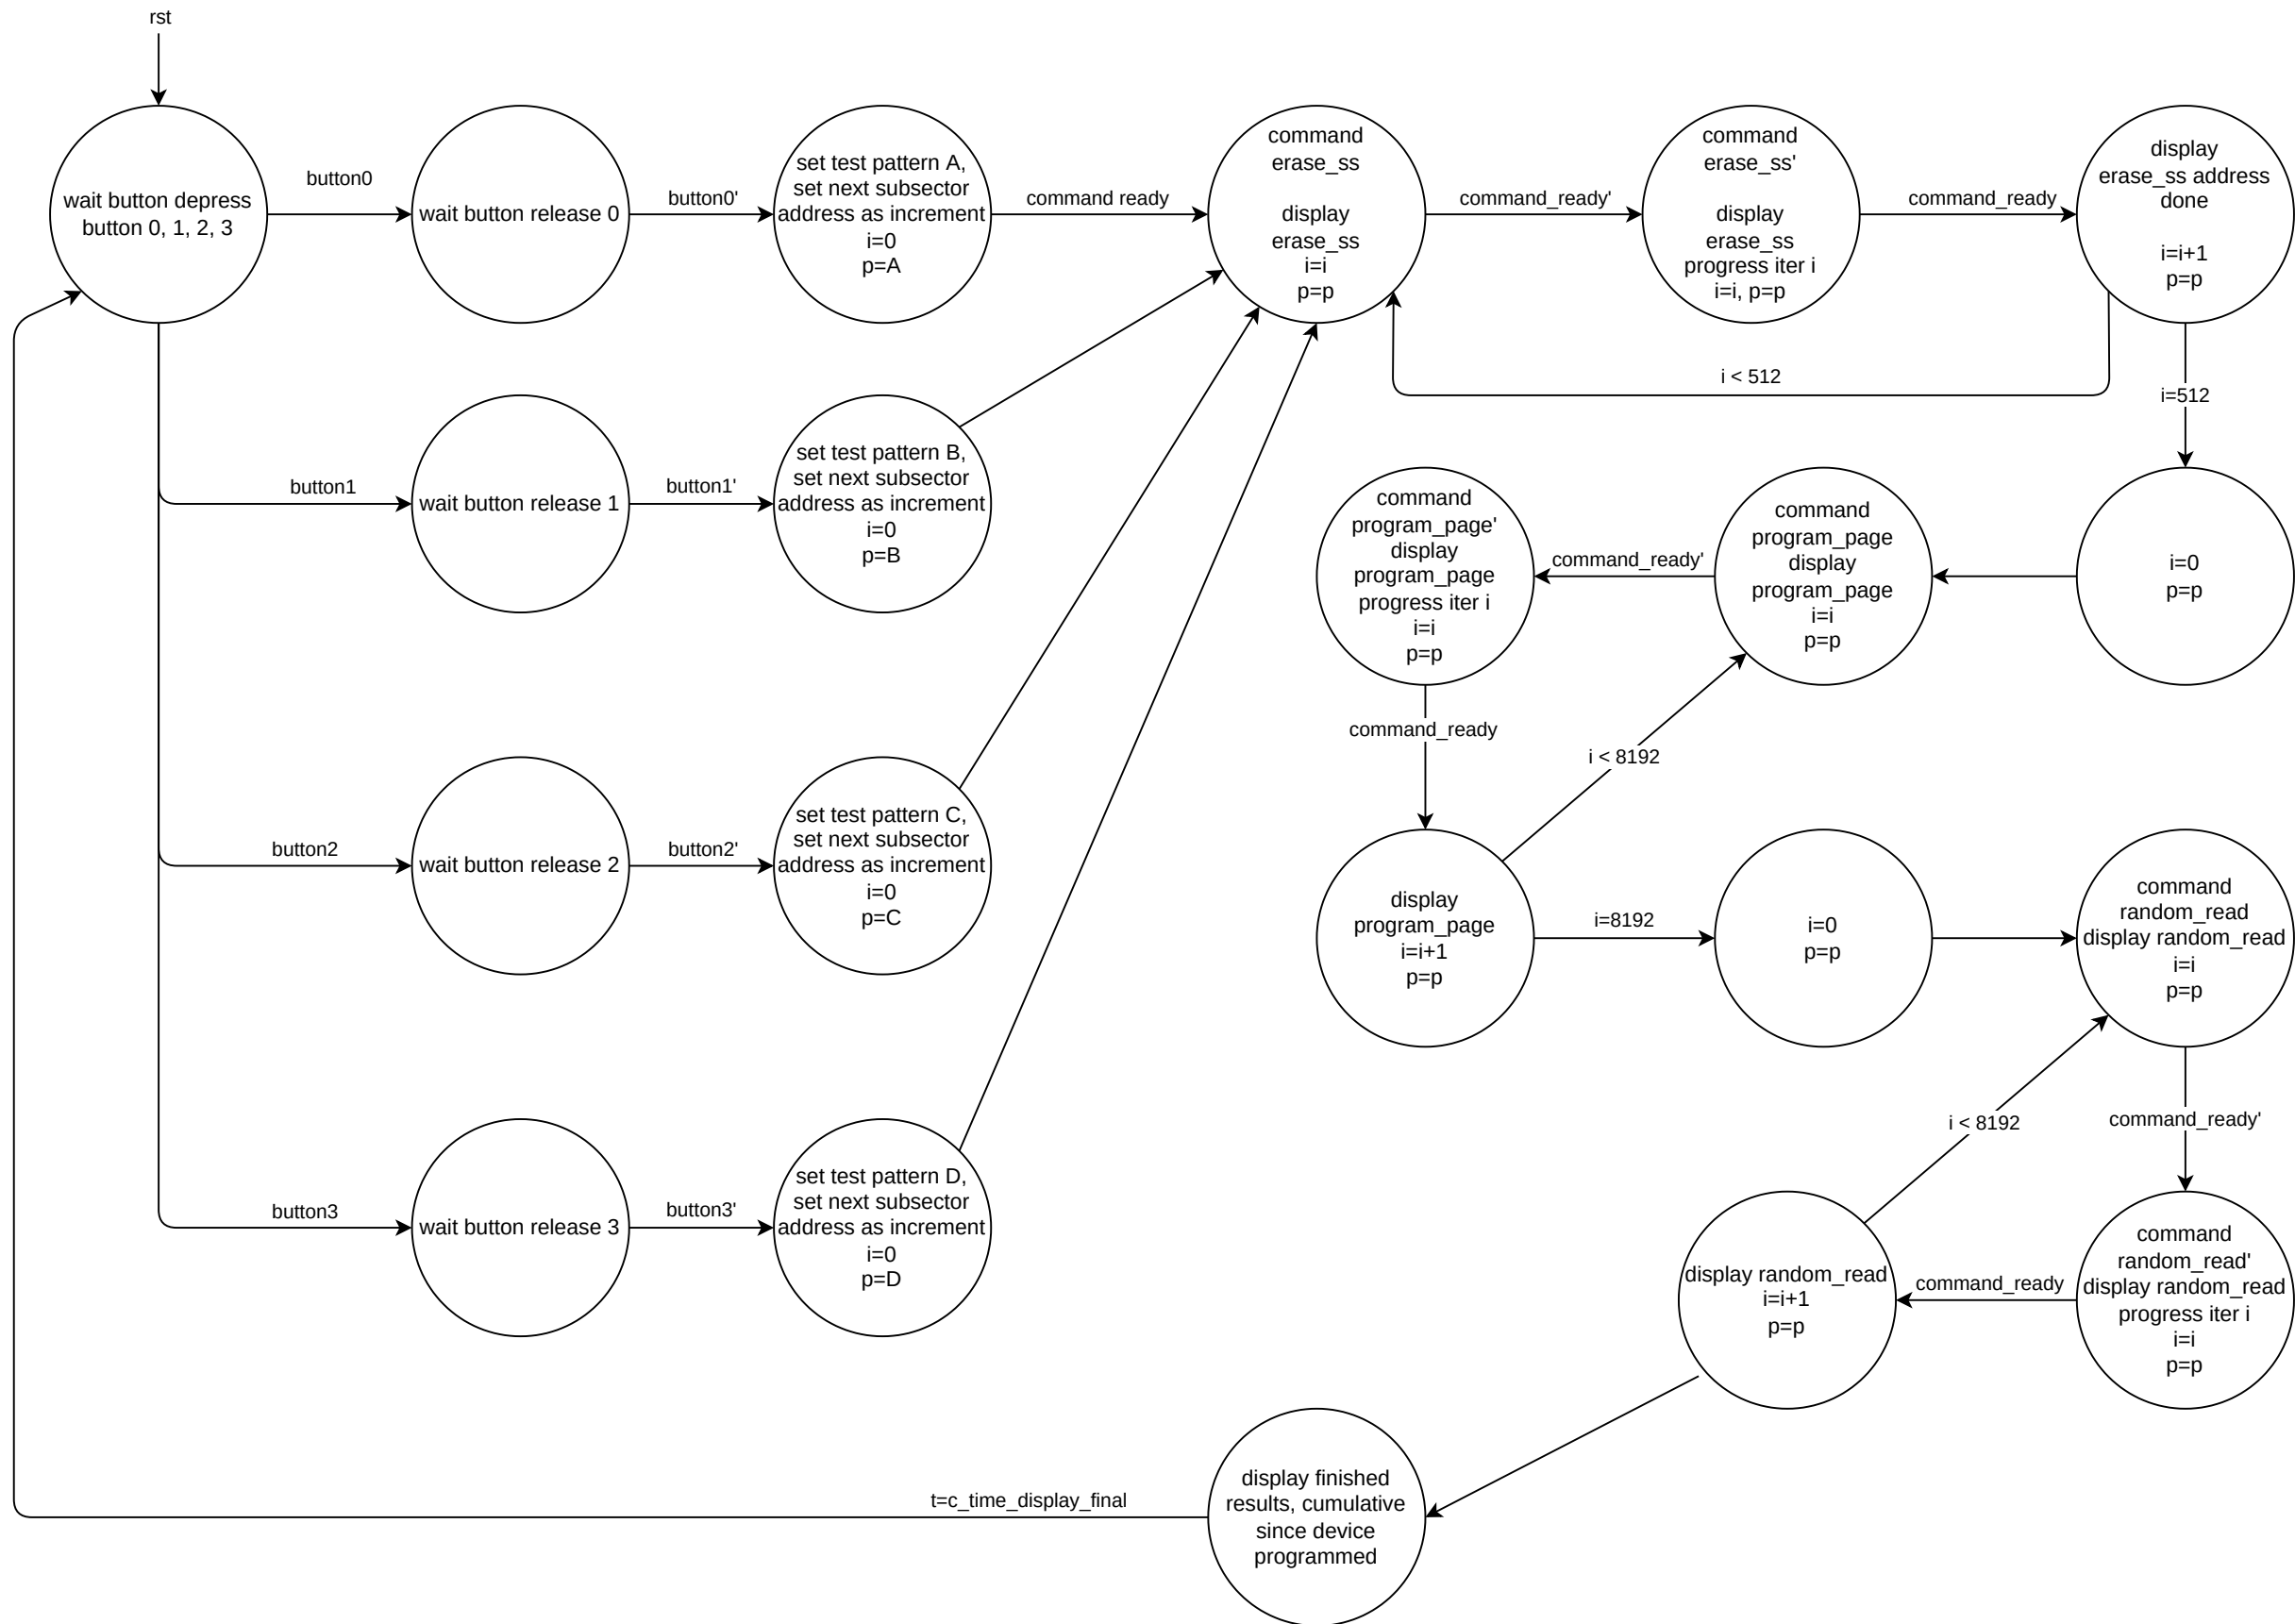 rst
wait button depress
button 0, 1, 2, 3
button0
wait button release 0
button0'
set test pattern A,
set next subsector
address as increment
i=0
p=A
command ready
command
erase_ss
display
erase_ss
i=i
p=p
command_ready'
command
erase_ss'
display
erase_ss
progress iter i
i=i, p=p
command_ready
display
erase_ss address
done
i=i+1
p=p
i < 512
i=512
button1
wait button release 1
button1'
set test pattern B,
set next subsector
address as increment
i=0
p=B
command
program_page'
display
program_page
progress iter i
i=i
p=p
command_ready'
command
program_page
display
program_page
i=i
p=p
i=0
p=p
command_ready
i < 8192
button2
wait button release 2
button2'
set test pattern C,
set next subsector
address as increment
i=0
p=C
display
program_page
i=i+1
p=p
i=8192
i=0
p=p
command
random_read
display random_read
i=i
p=p
i < 8192
command_ready'
button3
wait button release 3
button3'
set test pattern D,
set next subsector
address as increment
i=0
p=D
display random_read
i=i+1
p=p
command_ready
command
random_read'
display random_read
progress iter i
i=i
p=p
t=c_time_display_final
display finished
results, cumulative
since device
programmed